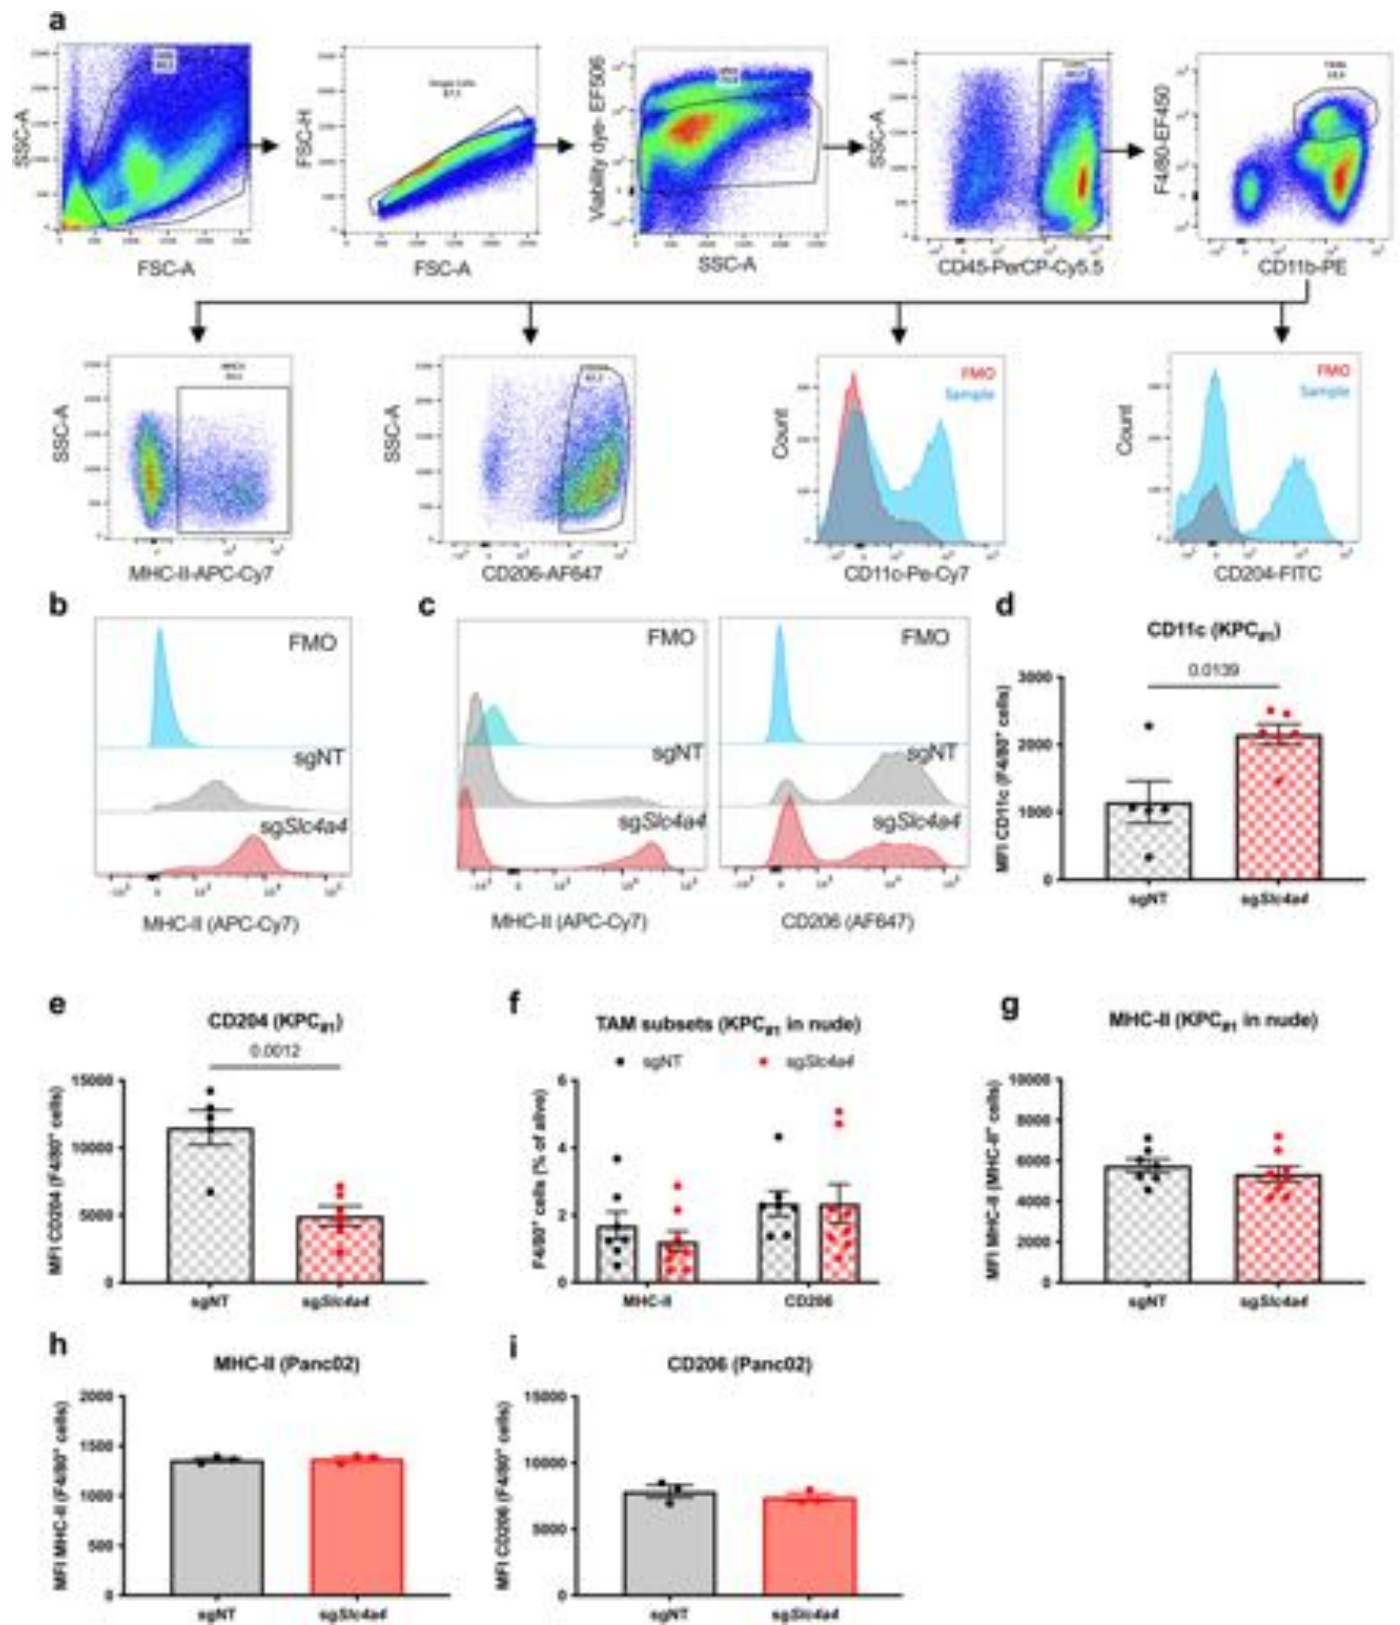 a
SSC-A
FSC-A
FSC-H
Single Cells
FSC-A
Viability dye- EF506
SSC-A
SSC-A
CD45-PerCP-Cy5.5
F4/80-EF450
CD11b-PE
SSC-A
MHC-II-APC-Cy7
SSC-A
CD206-AF647
Count
FMO
Sample
CD11c-Pe-Cy7
Count
FMO
Sample
CD204-FITC
b
FMO
sgNT
sgSlc4a4
MHC-II (APC-Cy7)
c
FMO
sgNT
sgSlc4a4
MHC-II (APC-Cy7)
FMO
sgNT
sgSlc4a4
CD206 (AF647)
d
CD11c (KPC#1)
0.0139
MFI CD11c (F4/80+ cells)
3000
2000
1000
0
sgNT
sgSlc4a4
e
CD204 (KPC#1)
0.0012
MFI CD204 (F4/80+ cells)
15000
10000
5000
0
sgNT
sgSlc4a4
f
TAM subsets (KPC#1 in nude)
sgNT
sgSlc4a4
F4/80+ cells (% of alive)
6
4
2
0
MHC-II
CD206
g
MHC-II (KPC#1 in nude)
MFI MHC-II (MHC-II+ cells)
10000
8000
6000
4000
2000
0
sgNT
sgSlc4a4
h
MHC-II (Panc02)
MFI MHC-II (F4/80+ cells)
2000
1500
1000
500
0
sgNT
sgSlc4a4
i
CD206 (Panc02)
MFI CD206 (F4/80+ cells)
15000
10000
5000
0
sgNT
sgSlc4a4